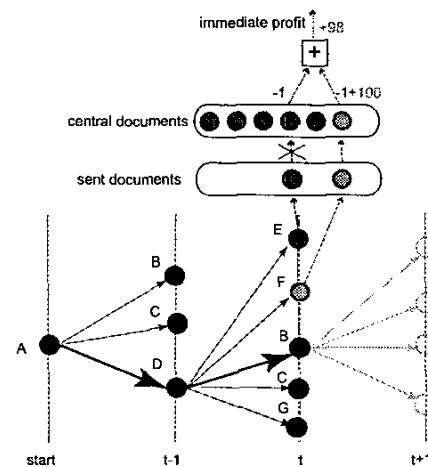 immediate profit
+98
+
-1
-1+100
central documents
sent documents
E
B
F
C
A
B
D
C
G
start
t-1
t
t+1